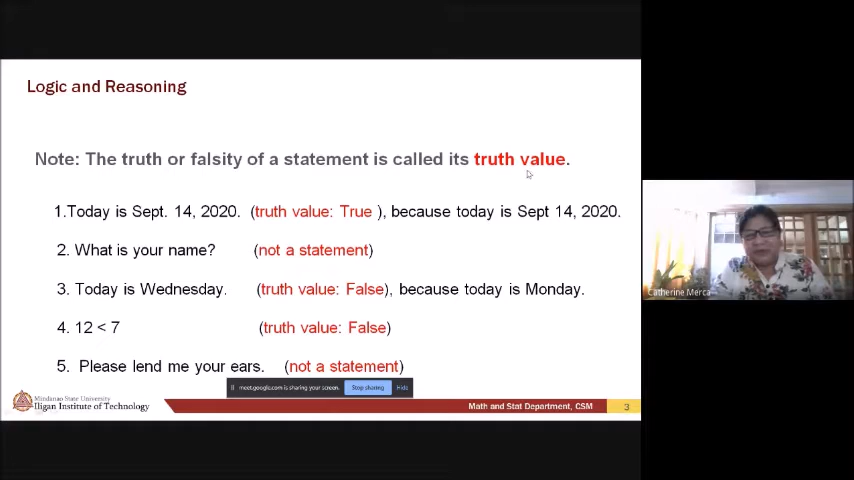 Logic and Reasoning
Note: The truth or falsity of a statement is called its truth value.
1.Today is Sept. 14, 2020. (truth value: True ), because today is Sept 14, 2020.
2. What is your name? (not a statement)
3. Today is Wednesday. (truth value: False), because today is Monday.
4. 12 < 7 (truth value: False)
5. Please lend me your ears. (not a statement)
meet.google.com is sharing your screen. Stop sharing Hide
Mindanao State University
Iligan Institute of Technology
Math and Stat Department, CSM 3
Catherine Merca